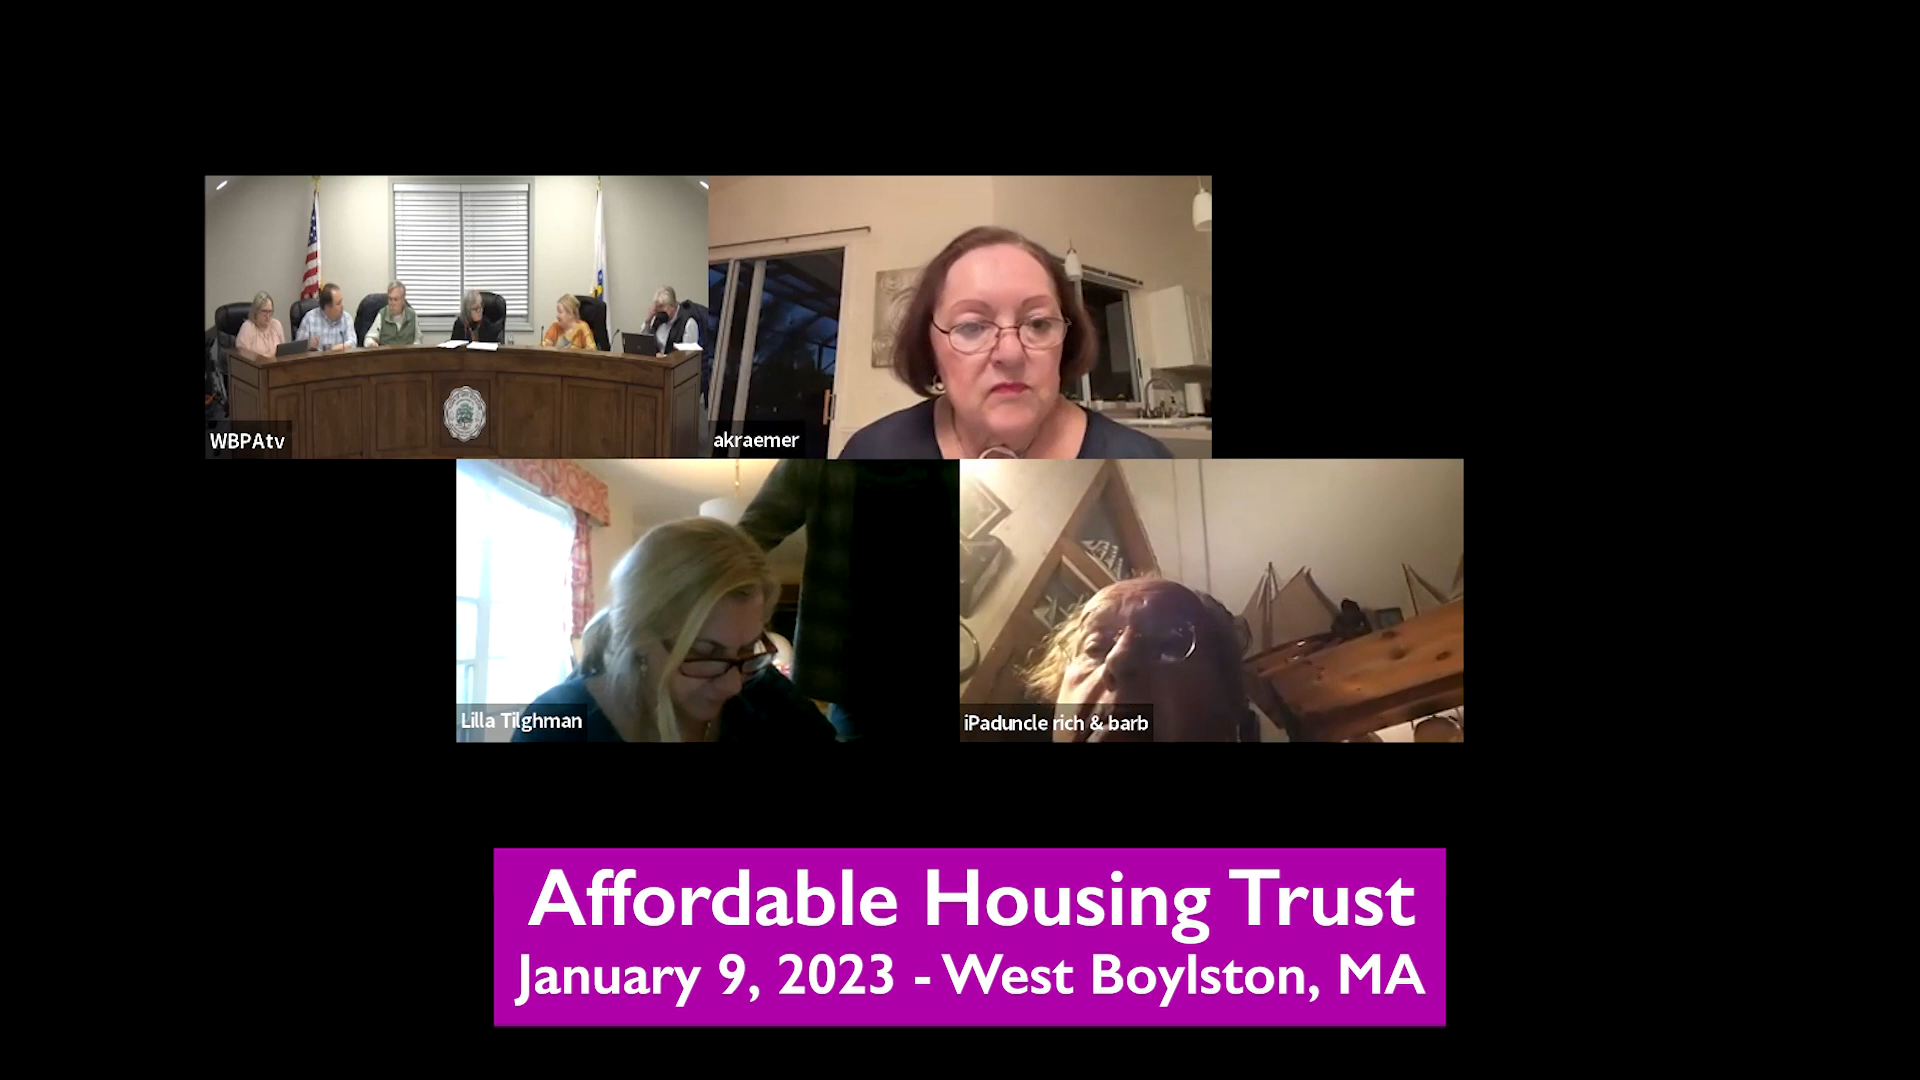 WBPAtv
akraemer
Lilla Tilghman
iPaduncle rich & barb
Affordable Housing Trust
January 9, 2023 - West Boylston, MA